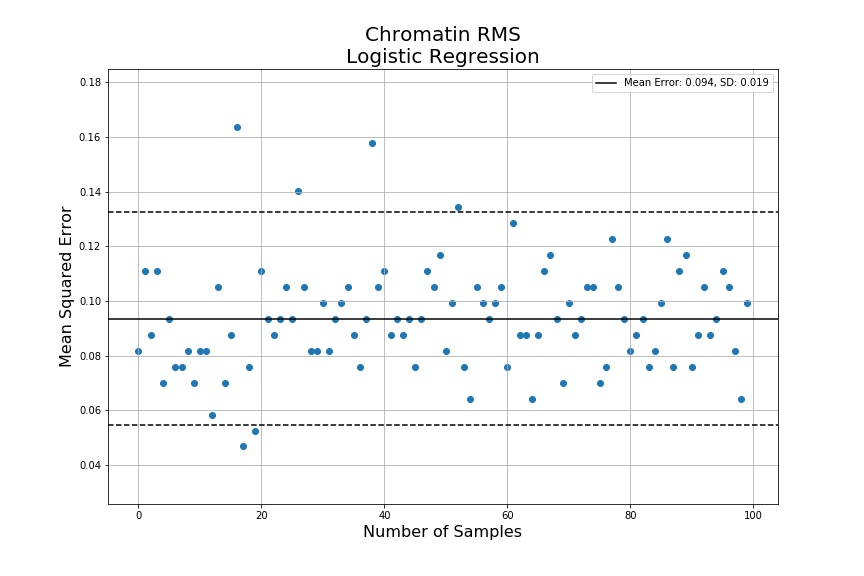 Chromatin RMS
Logistic Regression
Mean Error: 0.094, SD: 0.019
Mean Squared Error
0.18
0.16
0.14
0.12
0.10
0.08
0.06
0.04
0
20
40
60
80
100
Number of Samples